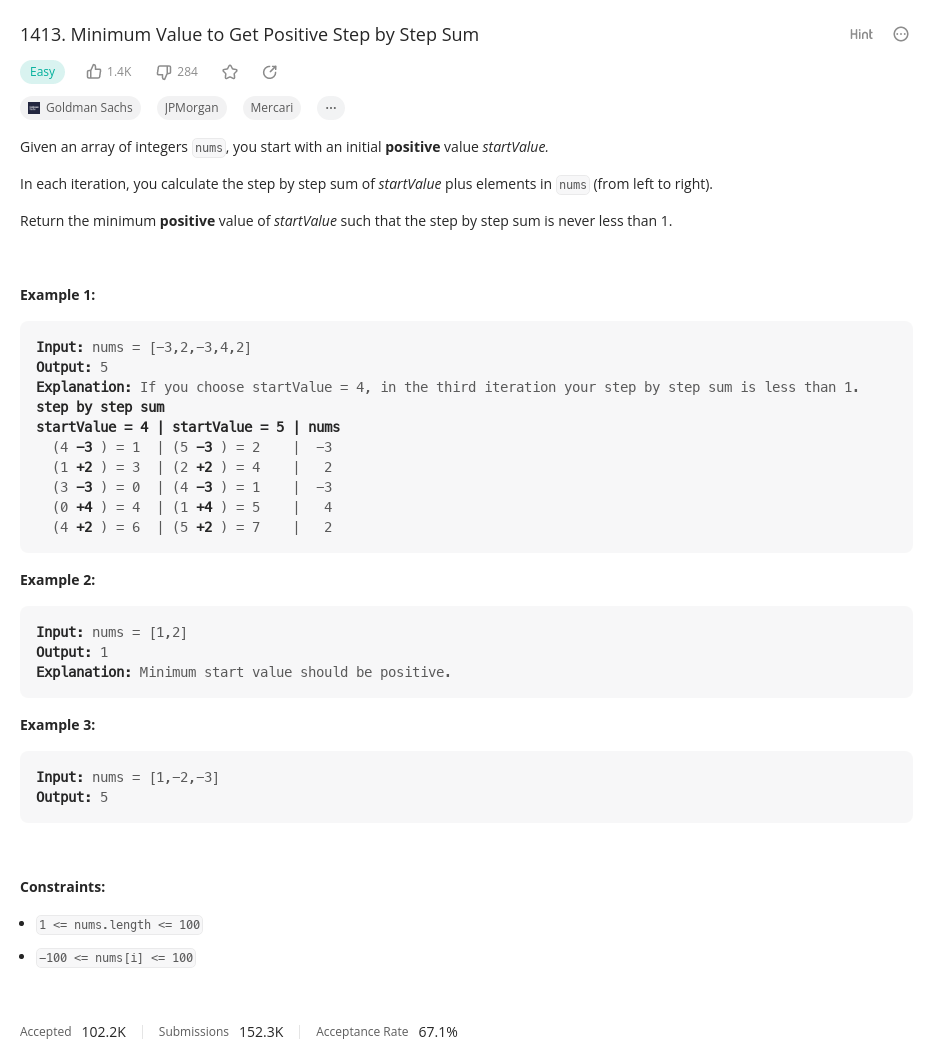 1413. Minimum Value to Get Positive Step by Step Sum
Hint
Easy 1.4K 284
Goldman Sachs JPMorgan Mercari ...
Given an array of integers nums, you start with an initial positive value startValue.
In each iteration, you calculate the step by step sum of startValue plus elements in nums (from left to right).
Return the minimum positive value of startValue such that the step by step sum is never less than 1.
Example 1:
Input: nums = [-3,2,-3,4,2]
Output: 5
Explanation: If you choose startValue = 4, in the third iteration your step by step sum is less than 1.
step by step sum
startValue = 4 | startValue = 5 | nums
(4 -3 ) = 1 | (5 -3 ) = 2 | -3
(1 +2 ) = 3 | (2 +2 ) = 4 | 2
(3 -3 ) = 0 | (4 -3 ) = 1 | -3
(0 +4 ) = 4 | (1 +4 ) = 5 | 4
(4 +2 ) = 6 | (5 +2 ) = 7 | 2
Example 2:
Input: nums = [1,2]
Output: 1
Explanation: Minimum start value should be positive.
Example 3:
Input: nums = [1,-2,-3]
Output: 5
Constraints:
• 1 <= nums.length <= 100
• -100 <= nums[i] <= 100
Accepted 102.2K Submissions 152.3K Acceptance Rate 67.1%